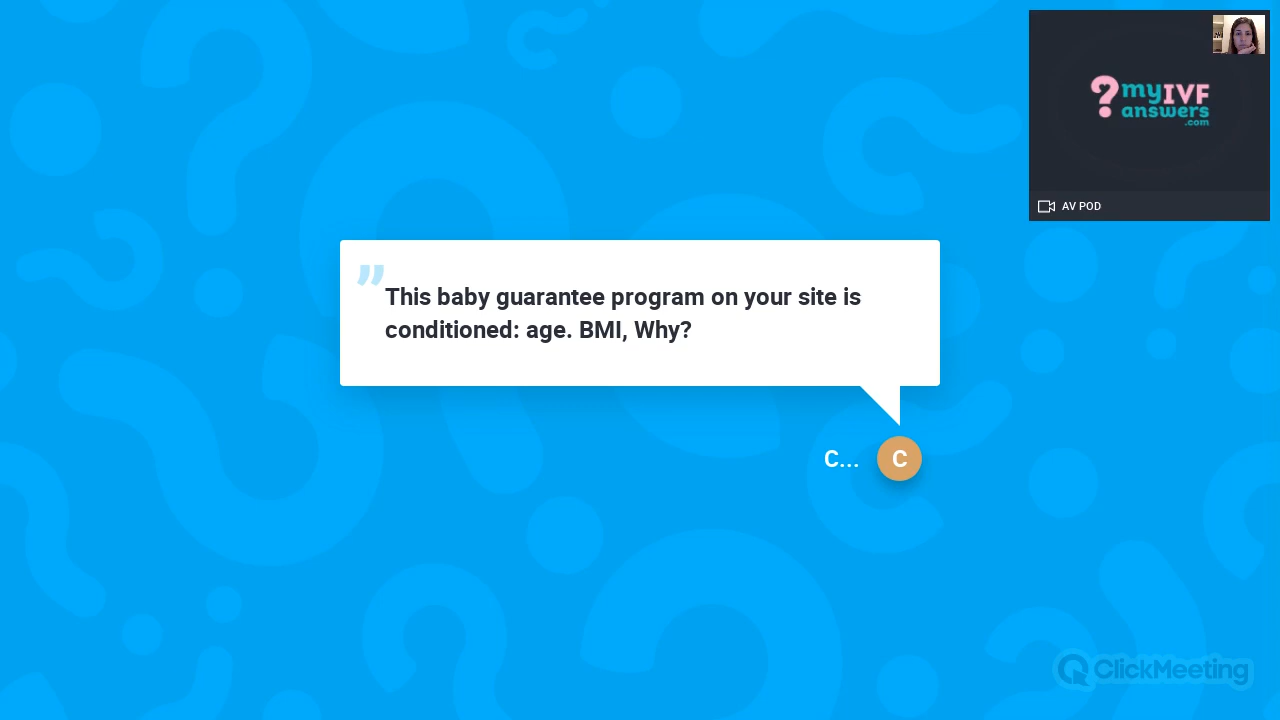 ?myIVF
answers
.com
AV POD
” This baby guarantee program on your site is
conditioned: age. BMI, Why?
C... C
ClickMeeting